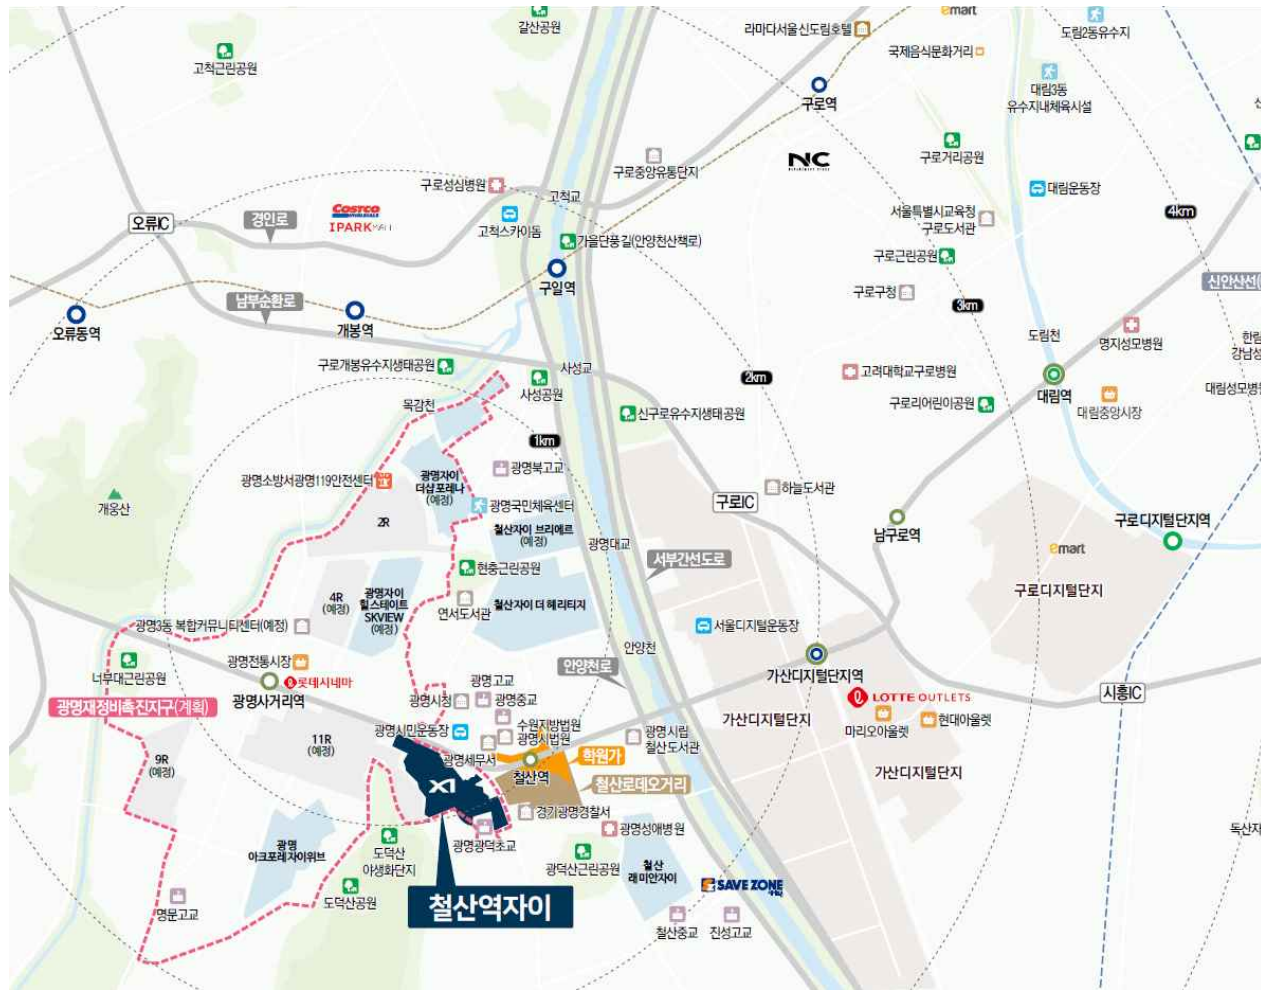 갈산공원
emart
라마다서울신도림호텔
도림2동유수지
국제음식문화거리
고척근린공원
대림3동
유수지내체육시설
구로역
구로거리공원
NC
구로중앙유통단지
구로성심병원
고척교
대림운동장
COSTCO
WHOLESALE
IPARK MALL
오류IC
경인로
고척스카이돔
가을단풍길(안양천산책로)
서울특별시교육청
구로도서관
4km
구로근린공원
구일역
구로구청
신안산선(
남부순환로
3km
오류동역
개봉역
도림천
명지성모병원
한림
강남성
구로개봉유수지생태공원
사성교
고려대학교구로병원
2km
사성공원
대림역
대림성모병원
목감천
신구로유수지생태공원
구로리어린이공원
대림중앙시장
1km
광명소방서광명119안전센터
광명자이
더샵포레나
(예정)
광명북고교
하늘도서관
개웅산
광명국민체육센터
구로IC
2R
철산자이 브리에르
(예정)
광명대교
남구로역
구로디지털단지역
서부간선도로
emart
현충근린공원
구로디지털단지
4R
(예정)
광명자이
힐스테이트
SKVIEW
(예정)
연서도서관
철산자이 더 헤리티지
광명3동 복합커뮤니티센터(예정)
서울디지털운동장
안양천
너부대근린공원
광명전통시장
롯데시네마
안양천로
가산디지털단지역
광명사거리역
광명고교
광명시청
광명중교
LOTTE OUTLETS
시흥IC
광명재정비촉진지구(계획)
수원지방법원
광명시법원
광명시민운동장
광명시립
철산도서관
가산디지털단지
마리오아울렛
현대아울렛
11R
(예정)
9R
(예정)
광명세무서
철산역
학원가
가산디지털단지
XI
철산로데오거리
경기광명경찰서
광명성애병원
독산자
광명광덕초교
광명
아크포레자이위브
도덕산
야생화단지
광덕산근린공원
철산
래미안자이
SAVE ZONE
도덕산공원
철산역자이
명문고교
철산중교
진성고교